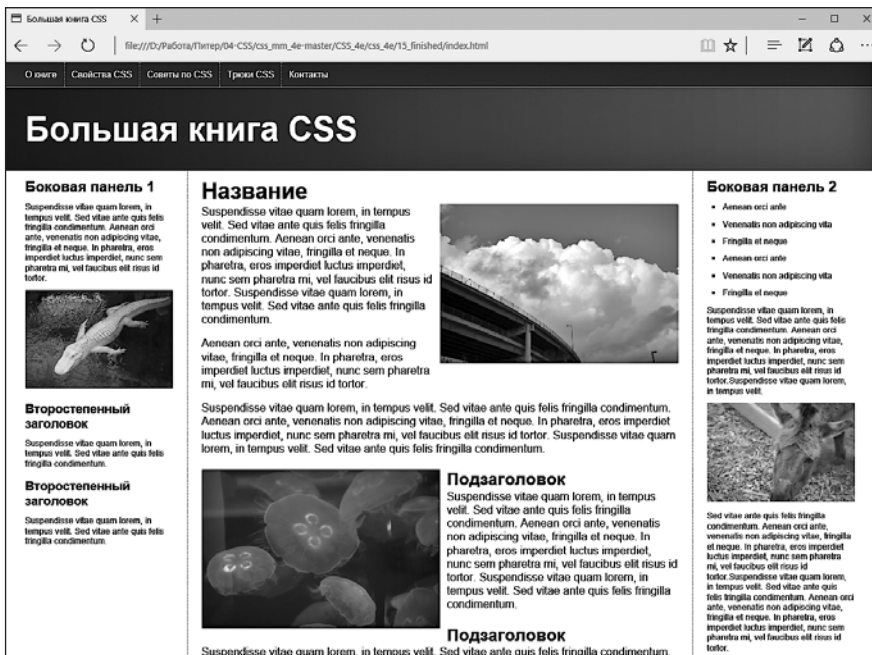 Большая книга CSS
file:///D:/Работа/Питер/04-CSS/css_mm_4e-master/CSS_4e/css_4e/15_finished/index.html
О книге Свойства CSS Советы по CSS Трюки CSS Контакты
Большая книга CSS
Боковая панель 1
Suspendisse vitae quam lorem, in
tempus velit. Sed vitae ante quis felis
fringilla condimentum. Aenean orci
ante, venenatis non adipiscing vitae,
fringilla et neque. In pharetra, eros
imperdiet luctus imperdiet, nunc sem
pharetra mi, vel faucibus elit risus id
tortor.
Второстепенный
заголовок
Suspendisse vitae quam lorem, in
tempus velit. Sed vitae ante quis felis
fringilla condimentum.
Второстепенный
заголовок
Suspendisse vitae quam lorem, in
tempus velit. Sed vitae ante quis felis
fringilla condimentum.
Название
Suspendisse vitae quam lorem, in tempus
velit. Sed vitae ante quis felis fringilla
condimentum. Aenean orci ante, venenatis
non adipiscing vitae, fringilla et neque. In
pharetra, eros imperdiet luctus imperdiet,
nunc sem pharetra mi, vel faucibus elit risus id
tortor. Suspendisse vitae quam lorem, in
tempus velit. Sed vitae ante quis felis fringilla
condimentum.
Aenean orci ante, venenatis non adipiscing
vitae, fringilla et neque. In pharetra, eros
imperdiet luctus imperdiet, nunc sem pharetra
mi, vel faucibus elit risus id tortor.
Suspendisse vitae quam lorem, in tempus velit. Sed vitae ante quis felis fringilla condimentum.
Aenean orci ante, venenatis non adipiscing vitae, fringilla et neque. In pharetra, eros imperdiet
luctus imperdiet, nunc sem pharetra mi, vel faucibus elit risus id tortor. Suspendisse vitae quam
lorem, in tempus velit. Sed vitae ante quis felis fringilla condimentum.
Подзаголовок
Suspendisse vitae quam lorem, in tempus
velit. Sed vitae ante quis felis fringilla
condimentum. Aenean orci ante, venenatis
non adipiscing vitae, fringilla et neque. In
pharetra, eros imperdiet luctus imperdiet,
nunc sem pharetra mi, vel faucibus elit risus id
tortor. Suspendisse vitae quam lorem, in
tempus velit. Sed vitae ante quis felis fringilla
condimentum.
Подзаголовок
Suspendisse vitae quam lorem, in tempus velit. Sed vitae ante quis felis fringilla condimentum.
Боковая панель 2
Aenean orci ante
Venenatis non adipiscing vita
Fringilla et neque
Aenean orci ante
Venenatis non adipiscing vita
Fringilla et neque
Suspendisse vitae quam lorem, in
tempus velit. Sed vitae ante quis felis
fringilla condimentum. Aenean orci
ante, venenatis non adipiscing vitae,
fringilla et neque. In pharetra, eros
imperdiet luctus imperdiet, nunc sem
pharetra mi, vel faucibus elit risus id
tortor.Suspendisse vitae quam lorem,
in tempus velit.
Sed vitae ante quis felis fringilla
condimentum. Aenean orci ante,
venenatis non adipiscing vitae, fringilla
et neque. In pharetra, eros imperdiet
luctus imperdiet, nunc sem pharetra
mi, vel faucibus elit risus id
tortor.Suspendisse vitae quam lorem,
in tempus velit. Sed vitae ante quis
felis fringilla condimentum. Aenean orci
ante, venenatis non adipiscing vitae,
fringilla et neque. In pharetra, eros
imperdiet luctus imperdiet, nunc sem
pharetra mi, vel faucibus elit risus id
tortor.